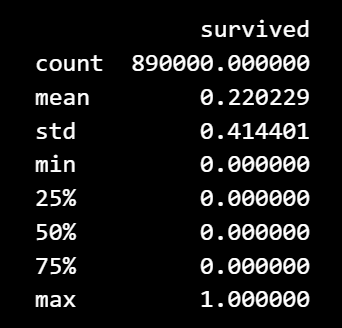 survived
count 890000.000000
mean 0.220229
std 0.414401
min 0.000000
25% 0.000000
50% 0.000000
75% 0.000000
max 1.000000